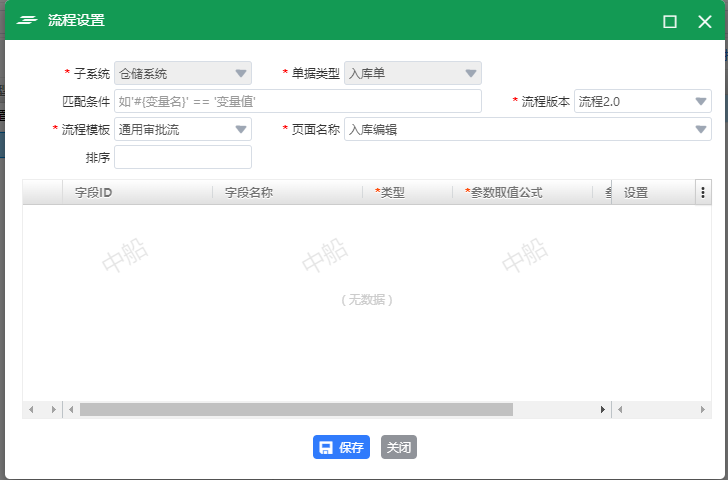 流程设置
* 子系统 仓储系统 * 单据类型 入库单
匹配条件 如'#{变量名}' == '变量值' * 流程版本 流程2.0
* 流程模板 通用审批流 * 页面名称 入库编辑
排序
字段ID 字段名称 *类型 *参数取值公式 设置
中船 中船 中船
( 无数据 )
保存 关闭